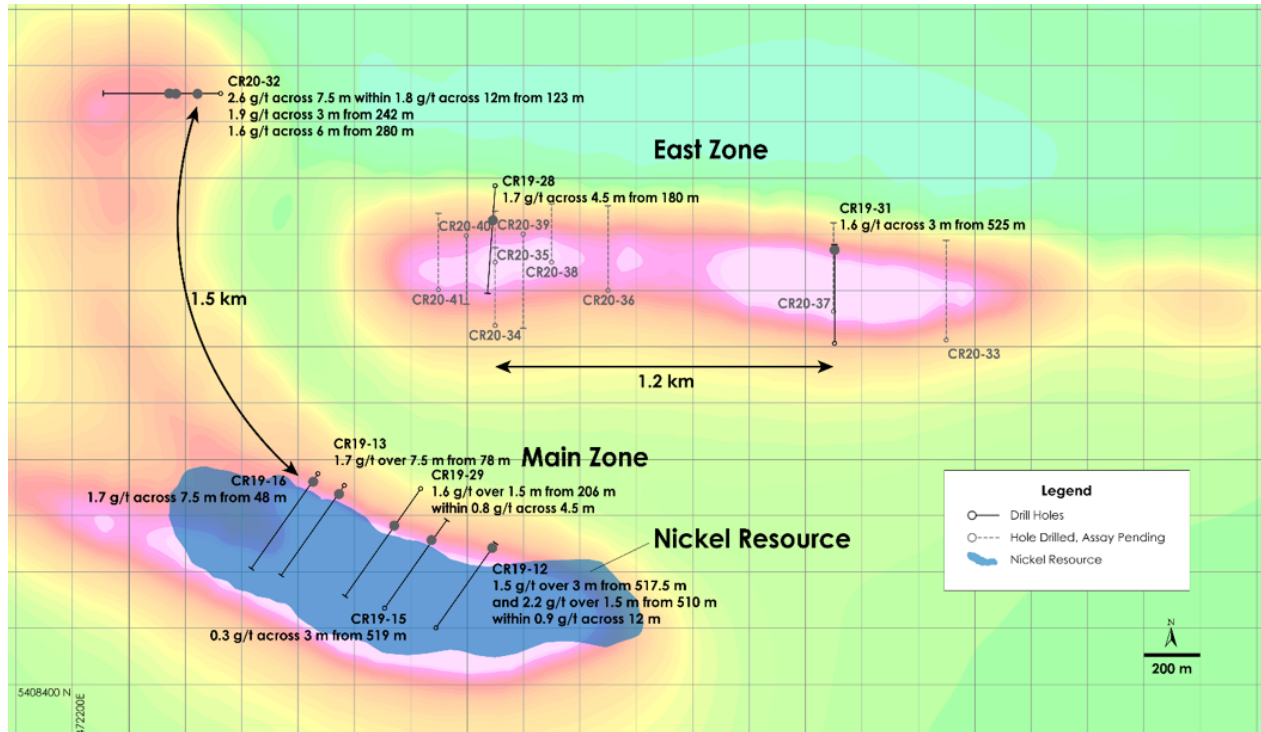 CR20-32
2.6 g/t across 7.5 m within 1.8 g/t across 12m from 123 m
1.9 g/t across 3 m from 242 m
1.6 g/t across 6 m from 280 m
East Zone
CR19-28
1.7 g/t across 4.5 m from 180 m
CR19-31
1.6 g/t across 3 m from 525 m
CR20-40
CR20-39
CR20-35
CR20-38
CR20-41
CR20-36
CR20-37
CR20-34
CR20-33
1.5 km
1.2 km
CR19-13
1.7 g/t over 7.5 m from 78 m
Main Zone
CR19-16
1.7 g/t across 7.5 m from 48 m
CR19-29
1.6 g/t over 1.5 m from 206 m
within 0.8 g/t across 4.5 m
Nickel Resource
CR19-12
1.5 g/t over 3 m from 517.5 m
and 2.2 g/t over 1.5 m from 510 m
within 0.9 g/t across 12 m
CR19-15
0.3 g/t across 3 m from 519 m
Legend
Drill Holes
Hole Drilled, Assay Pending
Nickel Resource
N
200 m
5408400 N
472200E